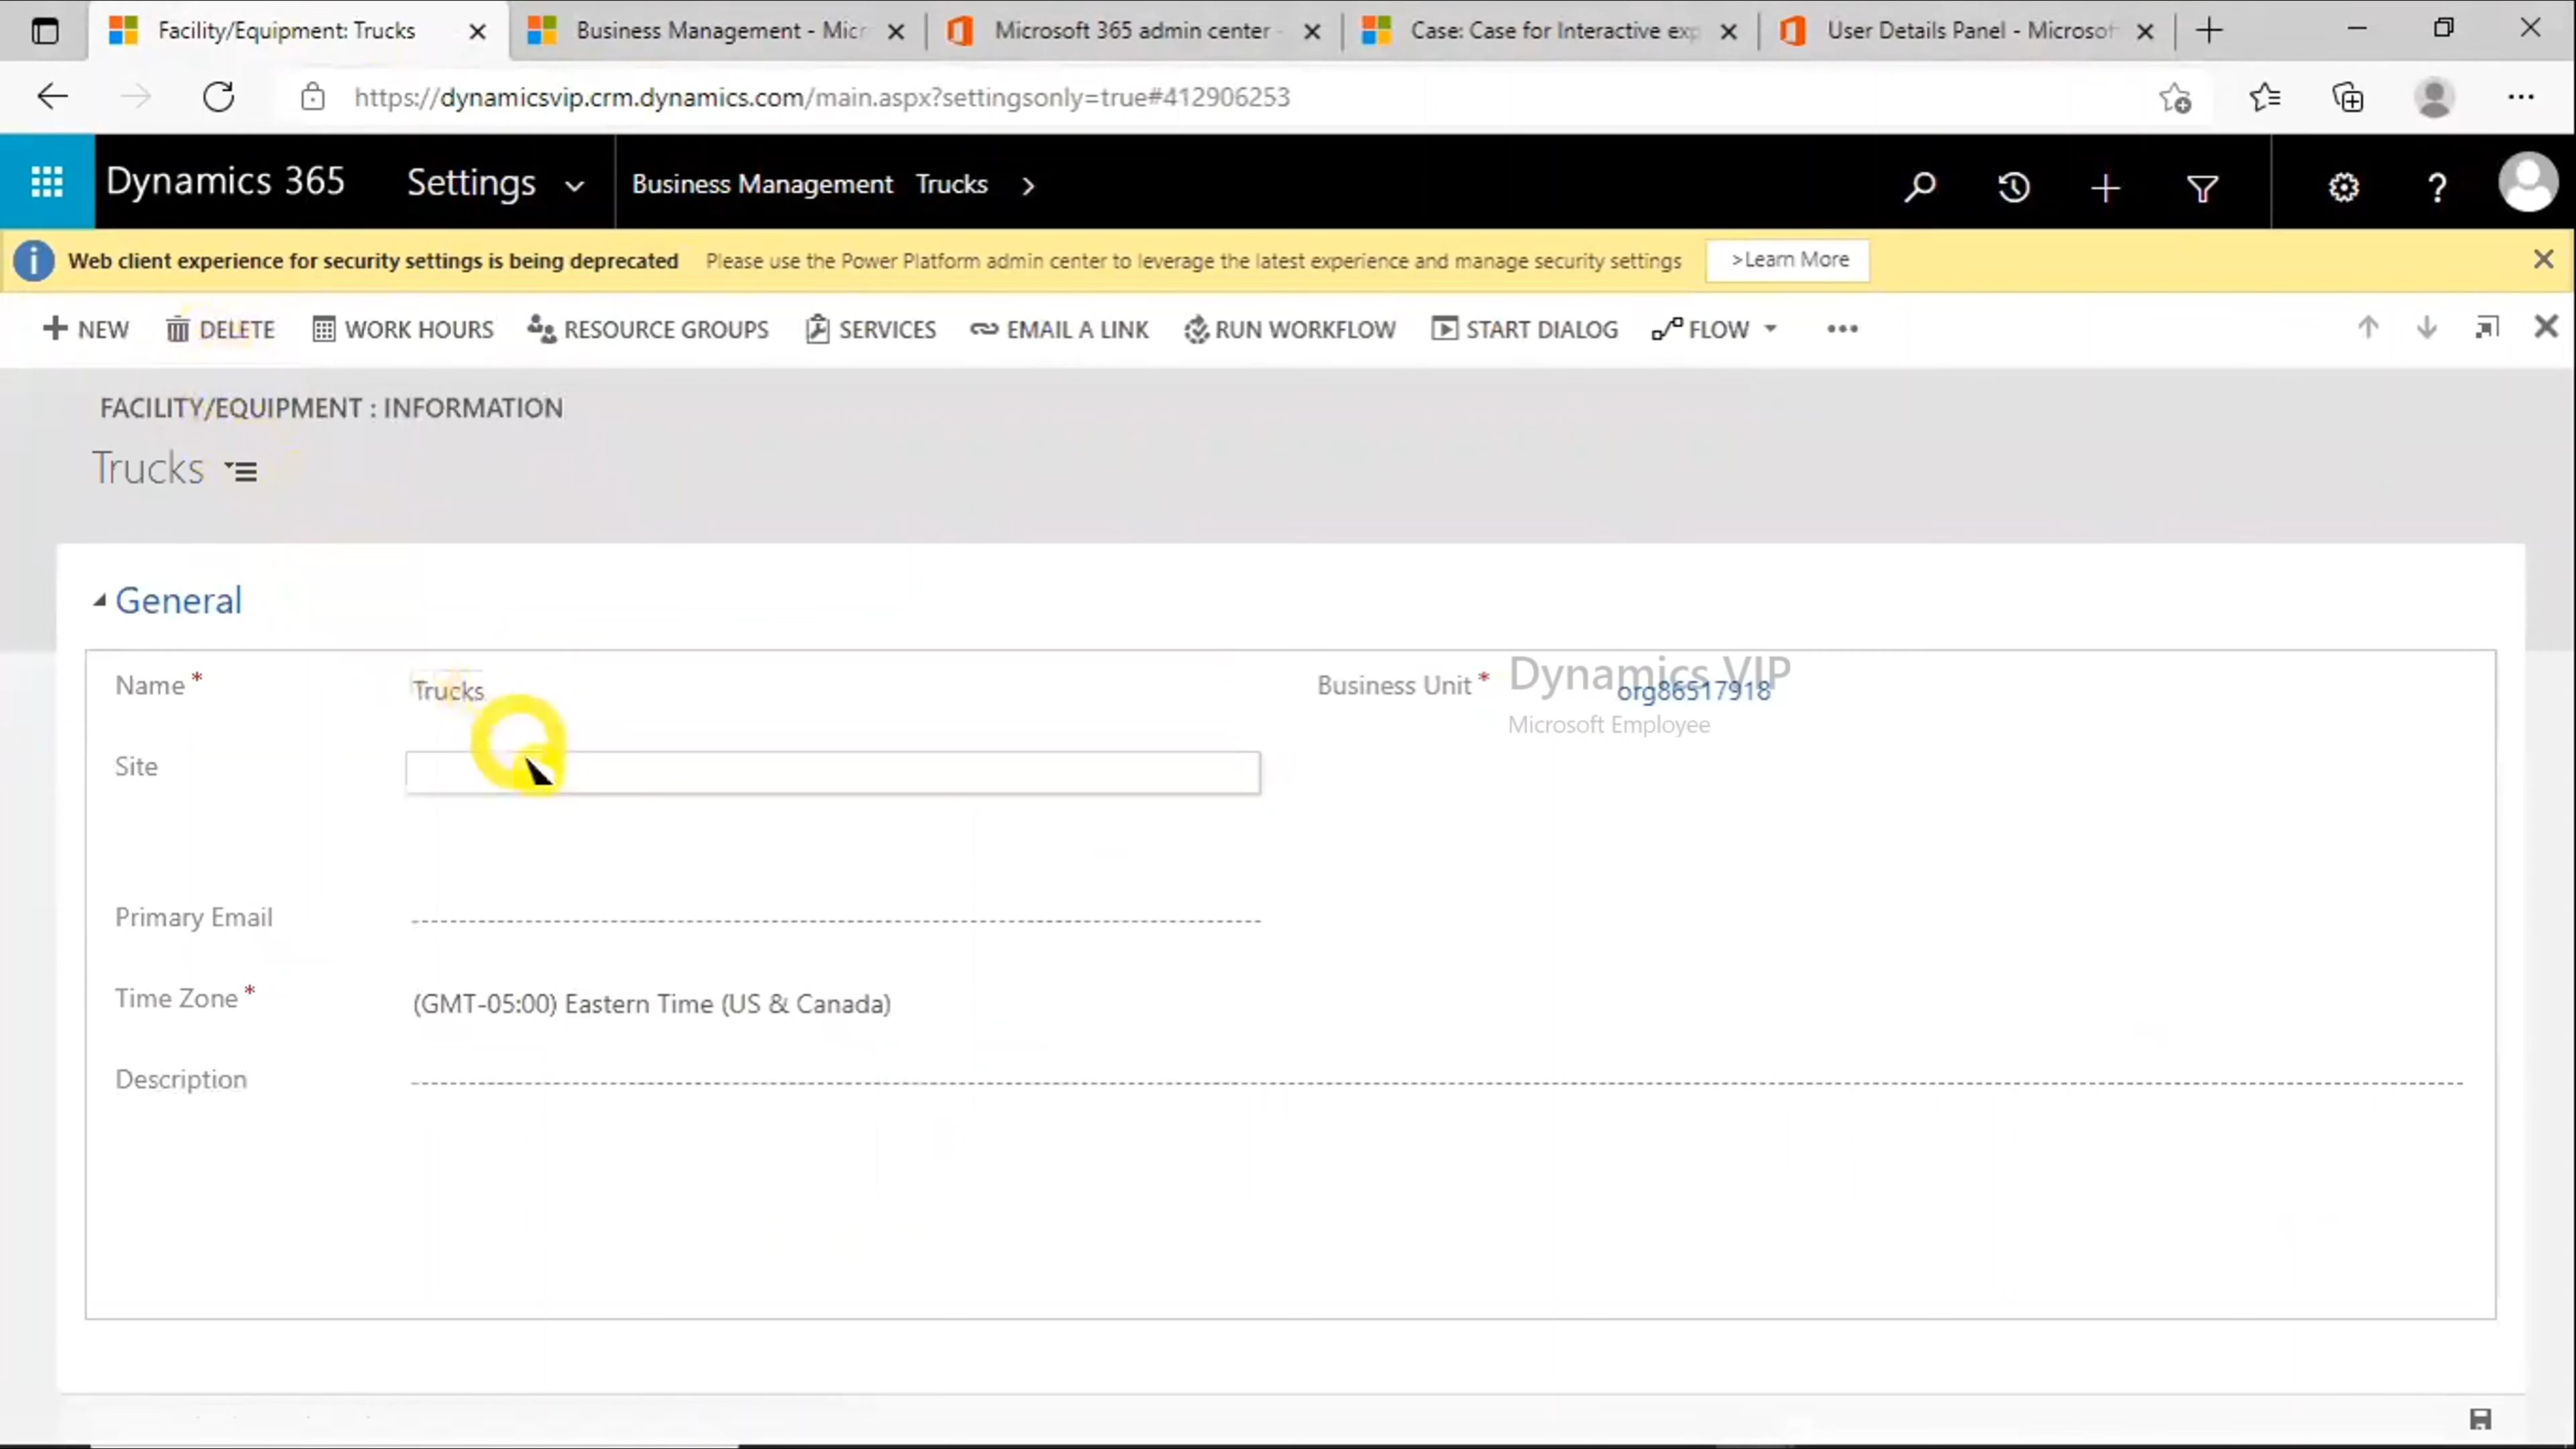 Facility/Equipment: Trucks
Business Management - Micr
Microsoft 365 admin center -
Case: Case for Interactive exp
User Details Panel - Microsof
https://dynamicsvip.crm.dynamics.com/main.aspx?settingsonly=true#412906253
Dynamics 365 Settings Business Management Trucks
Web client experience for security settings is being deprecated Please use the Power Platform admin center to leverage the latest experience and manage security settings >Learn More
NEW DELETE WORK HOURS RESOURCE GROUPS SERVICES EMAIL A LINK RUN WORKFLOW START DIALOG FLOW
FACILITY/EQUIPMENT : INFORMATION
Trucks
General
Name * Trucks
Business Unit * org86517918
Dynamics VIP
Microsoft Employee
Site
Primary Email
Time Zone * (GMT-05:00) Eastern Time (US & Canada)
Description